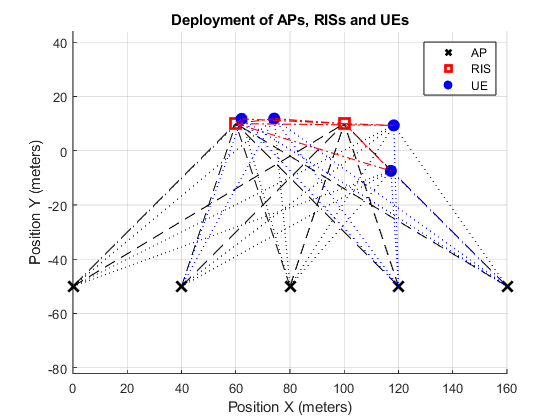 Deployment of APs, RISs and UEs
AP
RIS
UE
40
20
0
-20
-40
-60
-80
Position Y (meters)
0 20 40 60 80 100 120 140 160
Position X (meters)